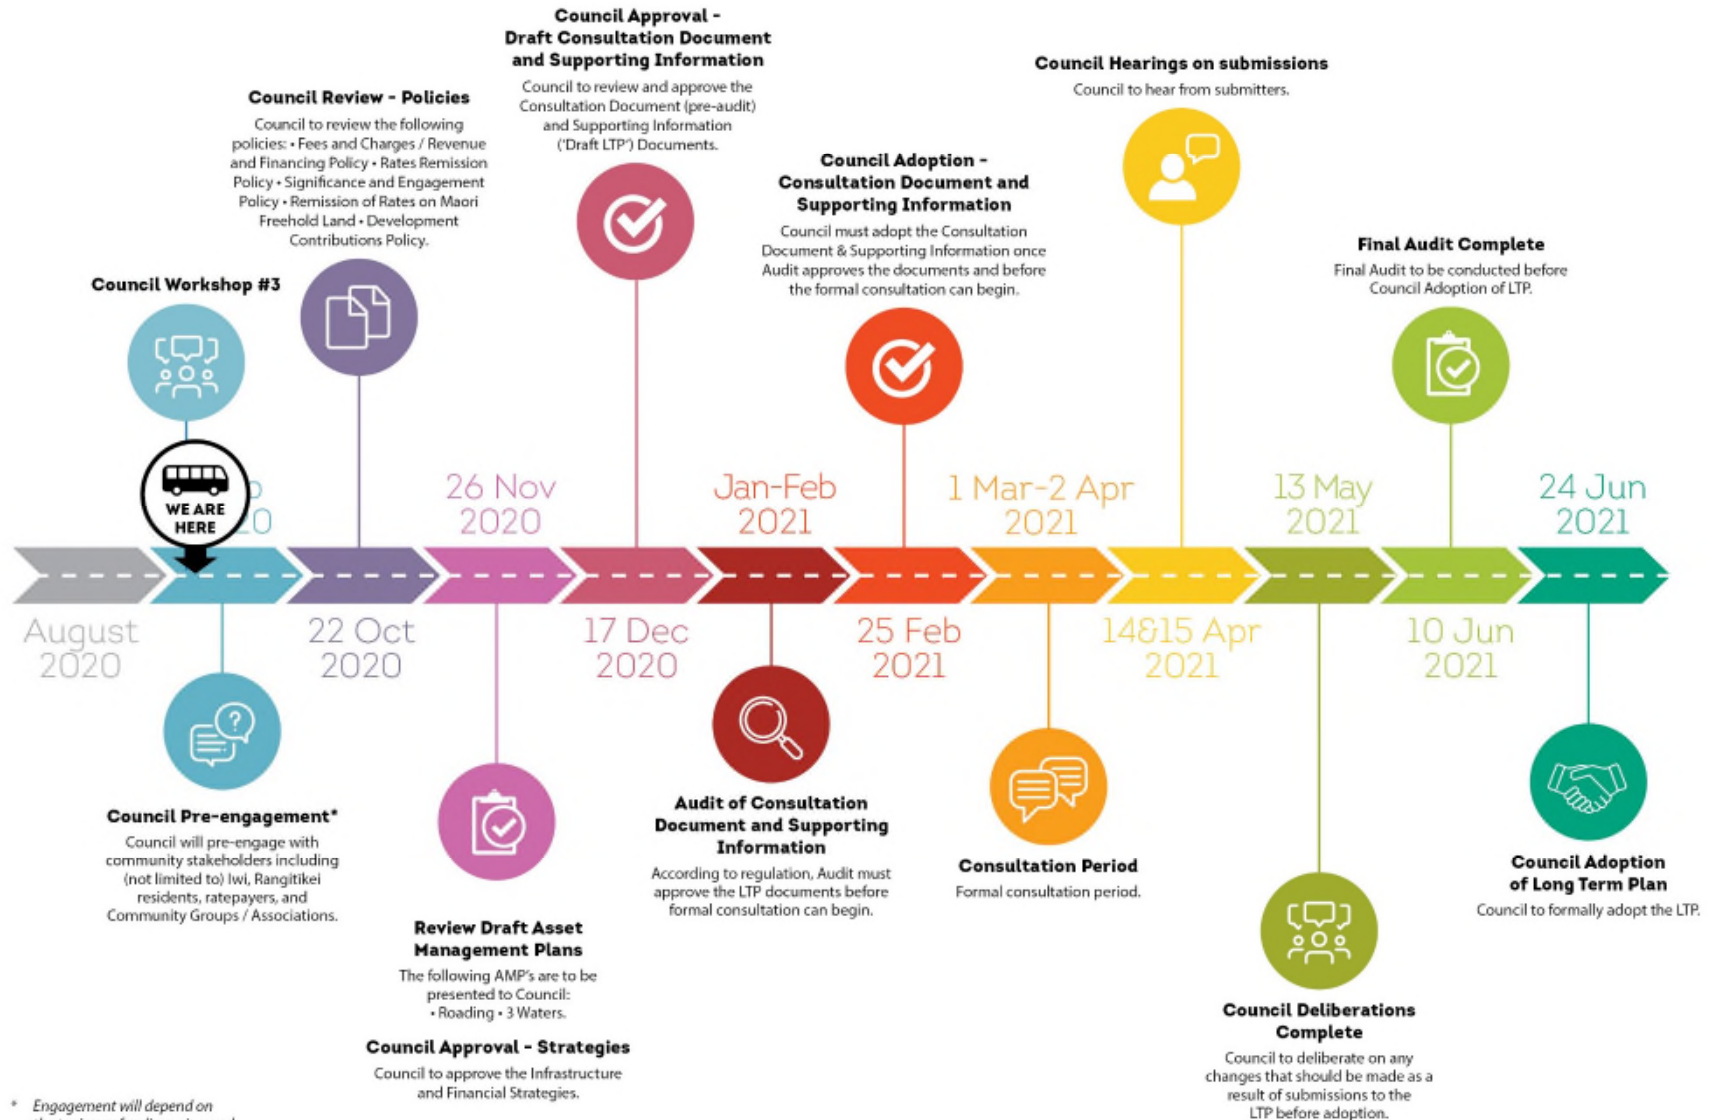 Council Approval -
Draft Consultation Document
and Supporting Information
Council to review and approve the
Consultation Document (pre-audit)
and Supporting Information
('Draft LTP') Documents.
Council Hearings on submissions
Council to hear from submitters.
Council Review - Policies
Council to review the following
policies: • Fees and Charges / Revenue
and Financing Policy • Rates Remission
Policy • Significance and Engagement
Policy • Remission of Rates on Maori
Freehold Land • Development
Contributions Policy.
Council Adoption -
Consultation Document and
Supporting Information
Council must adopt the Consultation
Document & Supporting Information once
Audit approves the documents and before
the formal consultation can begin.
Final Audit Complete
Final Audit to be conducted before
Council Adoption of LTP.
Council Workshop #3
WE ARE
HERE
26 Nov
2020
Jan-Feb
2021
1 Mar-2 Apr
2021
13 May
2021
24 Jun
2021
August
2020
22 Oct
2020
17 Dec
2020
25 Feb
2021
14&15 Apr
2021
10 Jun
2021
Council Pre-engagement*
Council will pre-engage with
community stakeholders including
(not limited to) Iwi, Rangitikei
residents, ratepayers, and
Community Groups / Associations.
Review Draft Asset
Management Plans
The following AMP's are to be
presented to Council:
• Roading • 3 Waters.
Council Approval - Strategies
Council to approve the Infrastructure
and Financial Strategies.
Audit of Consultation
Document and Supporting
Information
According to regulation, Audit must
approve the LTP documents before
formal consultation can begin.
Consultation Period
Formal consultation period.
Council Deliberations
Complete
Council to deliberate on any
changes that should be made as a
result of submissions to the
LTP before adoption.
Council Adoption
of Long Term Plan
Council to formally adopt the LTP.
* Engagement will depend on